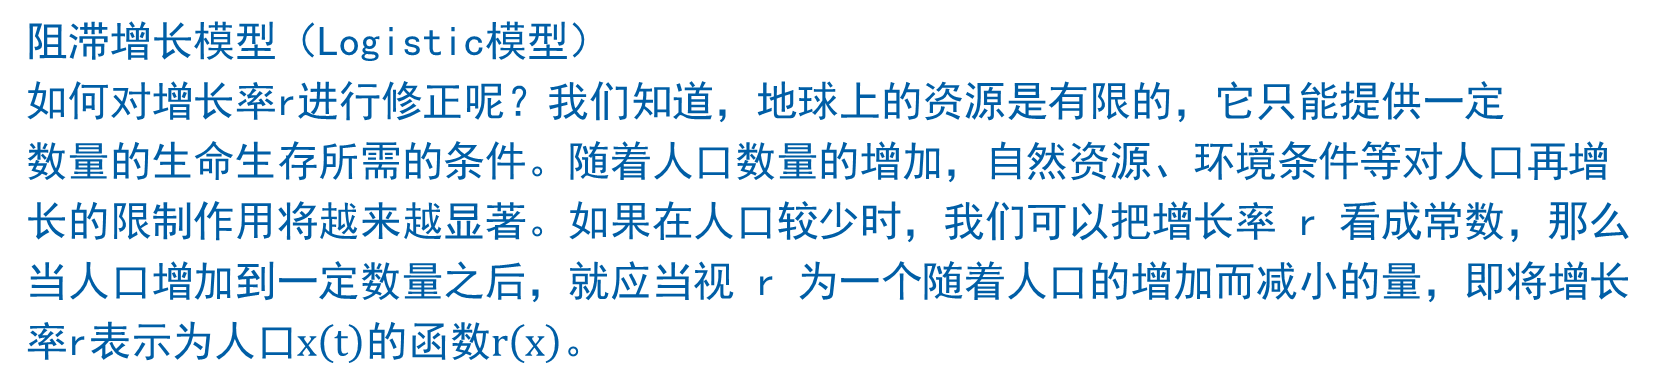 阻滞增长模型（Logistic模型）
如何对增长率r进行修正呢？我们知道，地球上的资源是有限的，它只能提供一定
数量的生命生存所需的条件。随着人口数量的增加，自然资源、环境条件等对人口再增
长的限制作用将越来越显著。如果在人口较少时，我们可以把增长率 r 看成常数，那么
当人口增加到一定数量之后，就应当视 r 为一个随着人口的增加而减小的量，即将增长
率r表示为人口x(t)的函数r(x)。